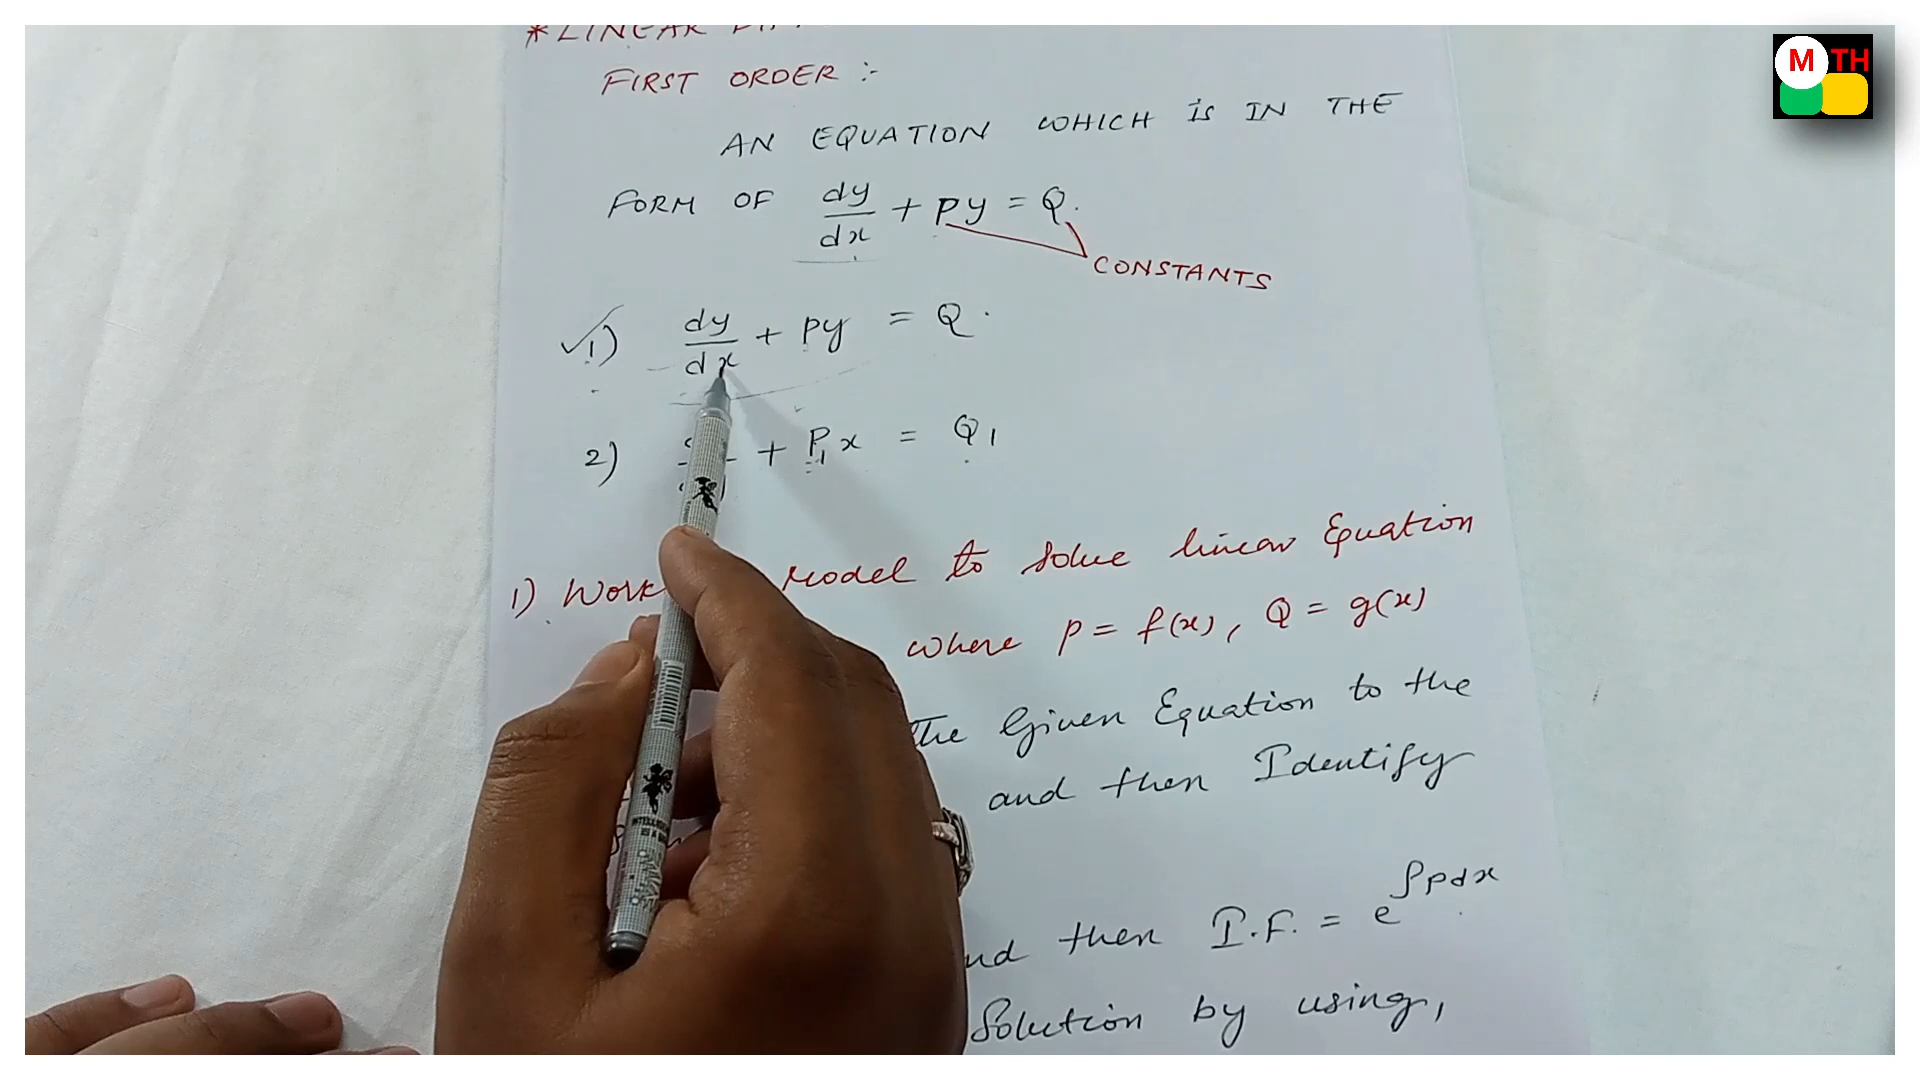 * LINEAR
FIRST ORDER :-
AN EQUATION WHICH IS IN THE
FORM OF dy/dx + Py = Q.
CONSTANTS
1) dy/dx + Py = Q.
2) + P₁x = Q₁
1) Work Model to Solve linear Equation
where P = f(x), Q = g(x)
the Given Equation to the
and then Identify
then I.F. = e^∫Pdx
Solution by using,
M TH